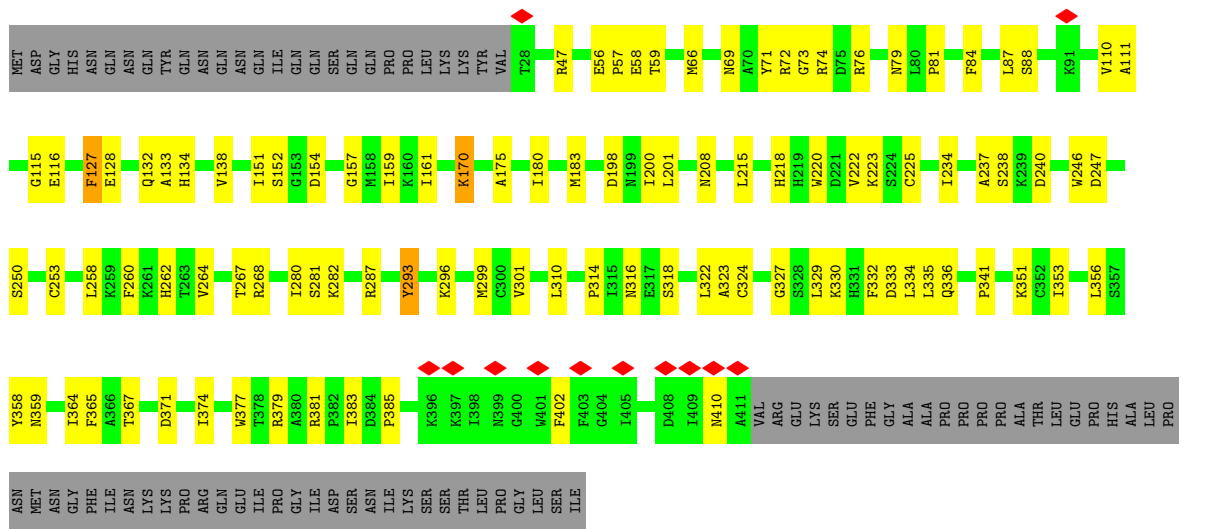 MET ASP GLY HIS ASN GLN ASN GLN TYR GLN ASN ASN GLN ILE GLN GLN SER GLN GLN PRO PRO LEU LYS LYS TYR VAL T28 R47 E56 P57 E58 T59 M66 N69 A70 Y71 R72 G73 R74 D75 R76 N79 L80 P81 F84 L87 S88 K91 V110 A111
G115 E116 F127 E128 Q132 A133 H134 V138 I151 S152 G153 D154 G157 M158 I159 K160 I161 K170 A175 I180 M183 D198 N199 I200 L201 N208 L215 H218 H219 W220 D221 V222 K223 S224 C225 I234 A237 S238 K239 D240 W246 D247
S250 C253 L258 K259 F260 K261 H262 T263 V264 T267 R268 I280 S281 K282 R287 Y293 K296 M299 C300 V301 L310 P314 I315 N316 E317 S318 L322 A323 C324 G327 S328 L329 K330 H331 F332 D333 L334 L335 Q336 P341 K351 C352 I353 L356 S357
Y358 N359 I364 F365 A366 T367 D371 I374 W377 T378 R379 A380 R381 P382 I383 D384 P385 K396 K397 I398 N399 G400 W401 F402 F403 G404 I405 D408 I409 N410 A411 VAL ARG GLU LYS SER GLU PHE GLY ALA ALA PRO PRO PRO PRO PRO ALA THR LEU GLU PRO HIS ALA LEU PRO
ASN MET ASN GLY PHE ILE ASN LYS LYS PRO ARG GLN GLU ILE PRO GLY ILE ASP SER ASN ILE LYS SER SER THR LEU PRO GLY LEU SER ILE